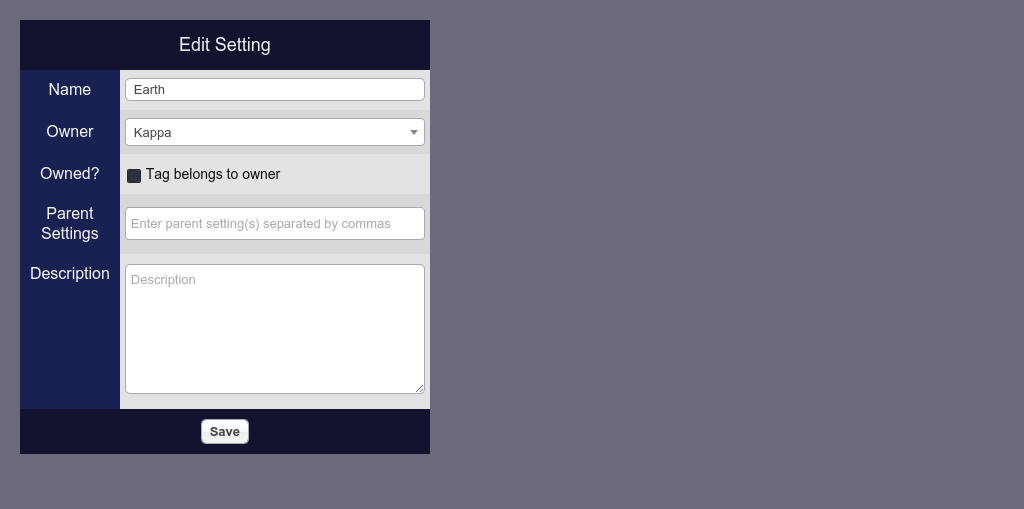 Edit Setting
Name
Earth
Owner
Kappa
Owned?
Tag belongs to owner
Parent
Settings
Enter parent setting(s) separated by commas
Description
Description
Save